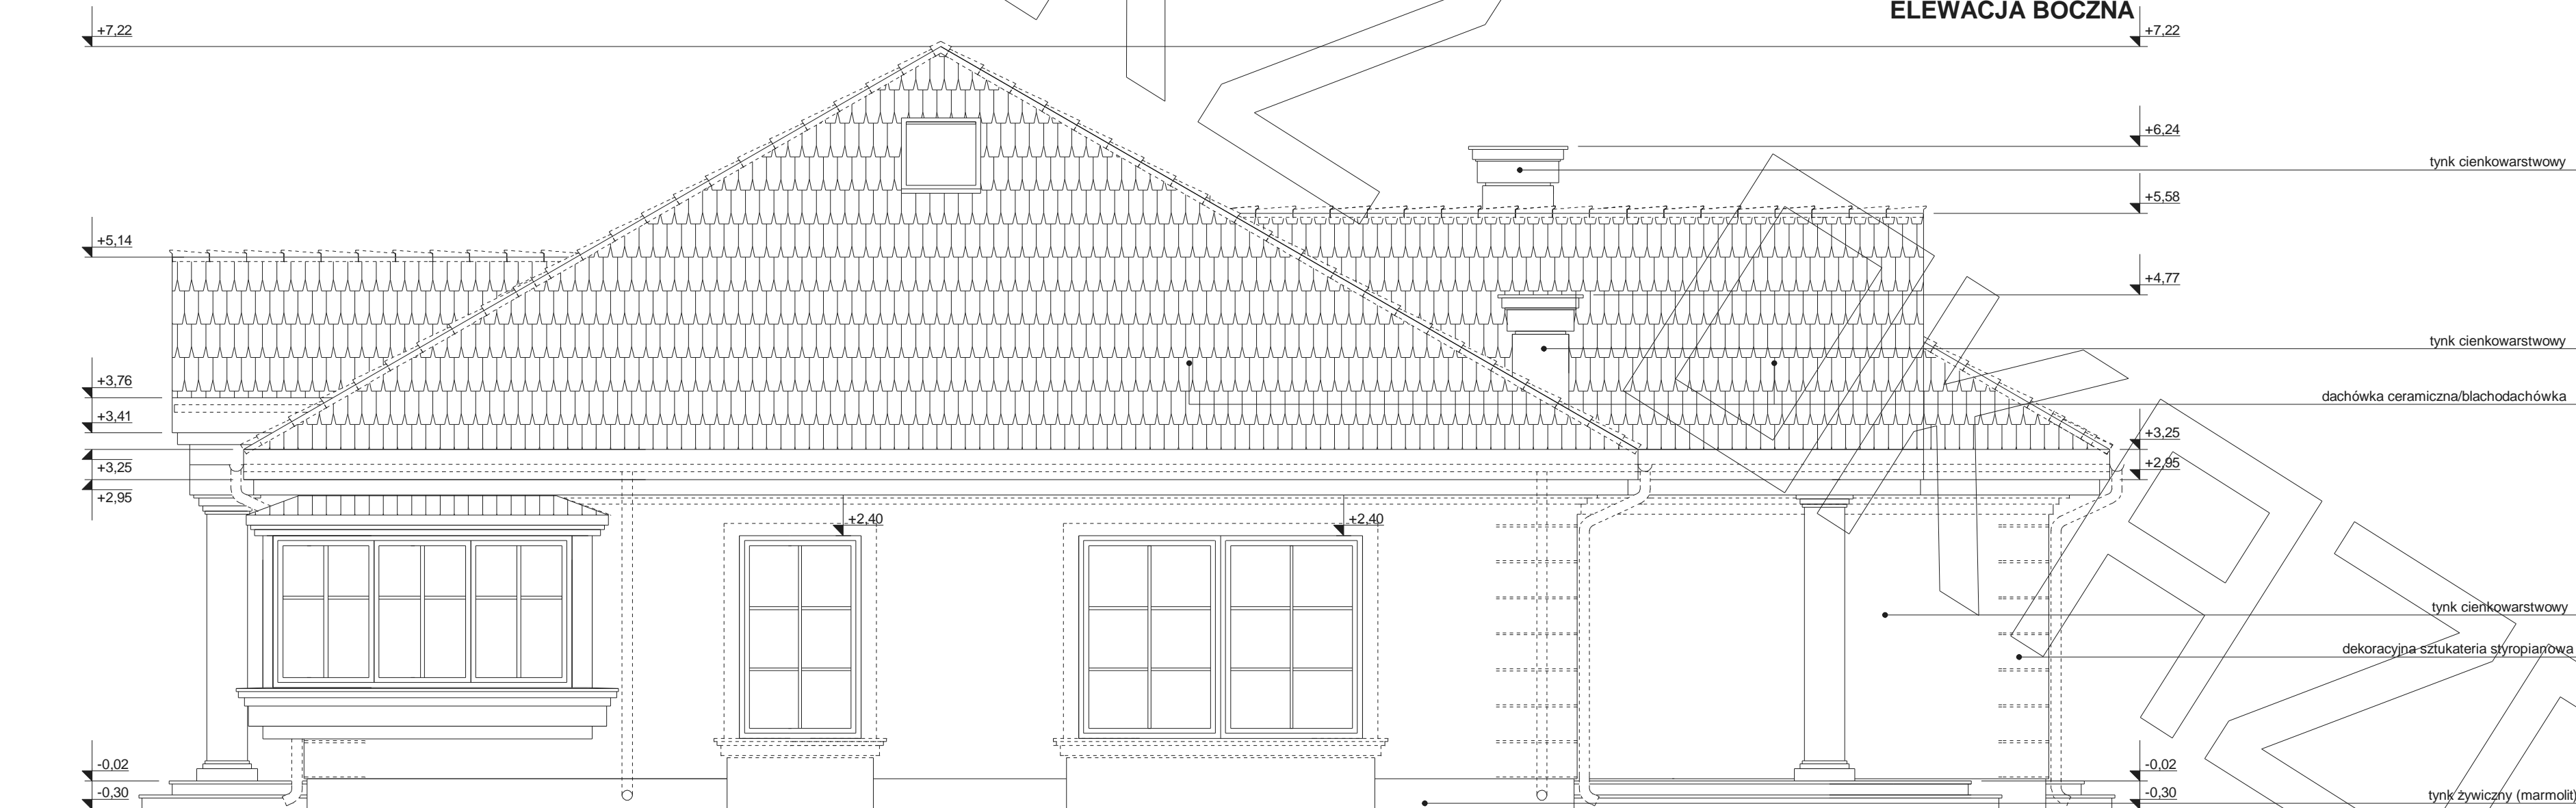 ELEWACJA BOCZNA
+7,22
+7,22
+6,24
tynk cienkowarstwowy
+5,58
+5,14
+4,77
tynk cienkowarstwowy
+3,76
dachówka ceramiczna/blachodachówka
+3,41
+3,25
+3,25
+2,95
+2,95
+2,40
+2,40
tynk cienkowarstwowy
dekoracyjna sztukateria styropianowa
-0,02
-0,02
-0,30
-0,30
tynk żywiczny (marmolit)